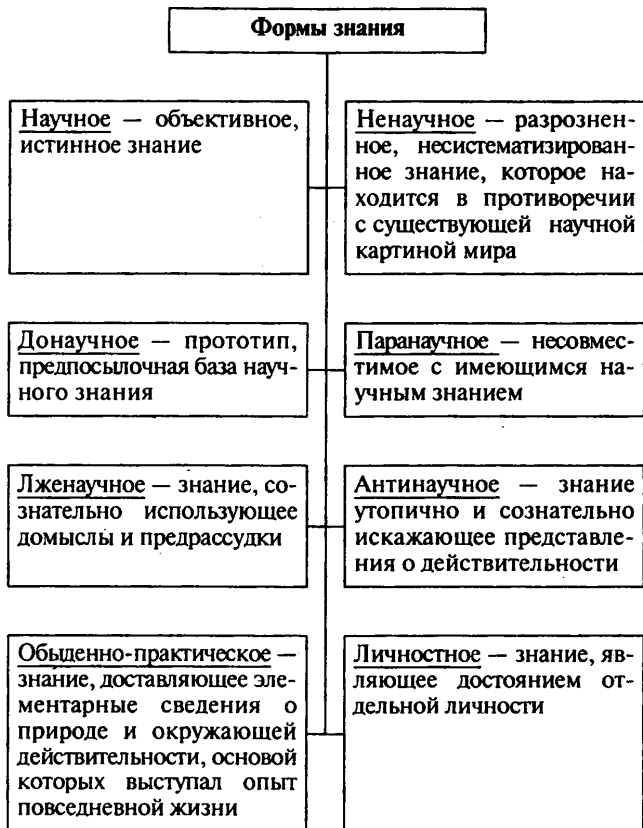 Формы знания
Научное — объективное,
истинное знание
Ненаучное — разрознен-
ное, несистематизирован-
ное знание, которое на-
ходится в противоречии
с существующей научной
картиной мира
Донаучное — прототип,
предпосылочная база науч-
ного знания
Паранаучное — несовмес-
тимое с имеющимся на-
учным знанием
Лженаучное — знание, со-
знательно использующее
домыслы и предрассудки
Антинаучное — знание
утопично и сознательно
искажающее представле-
ния о действительности
Обыденно-практическое —
знание, доставляющее эле-
ментарные сведения о
природе и окружающей
действительности, основой
которых выступал опыт
повседневной жизни
Личностное — знание, яв-
ляющее достоянием от-
дельной личности